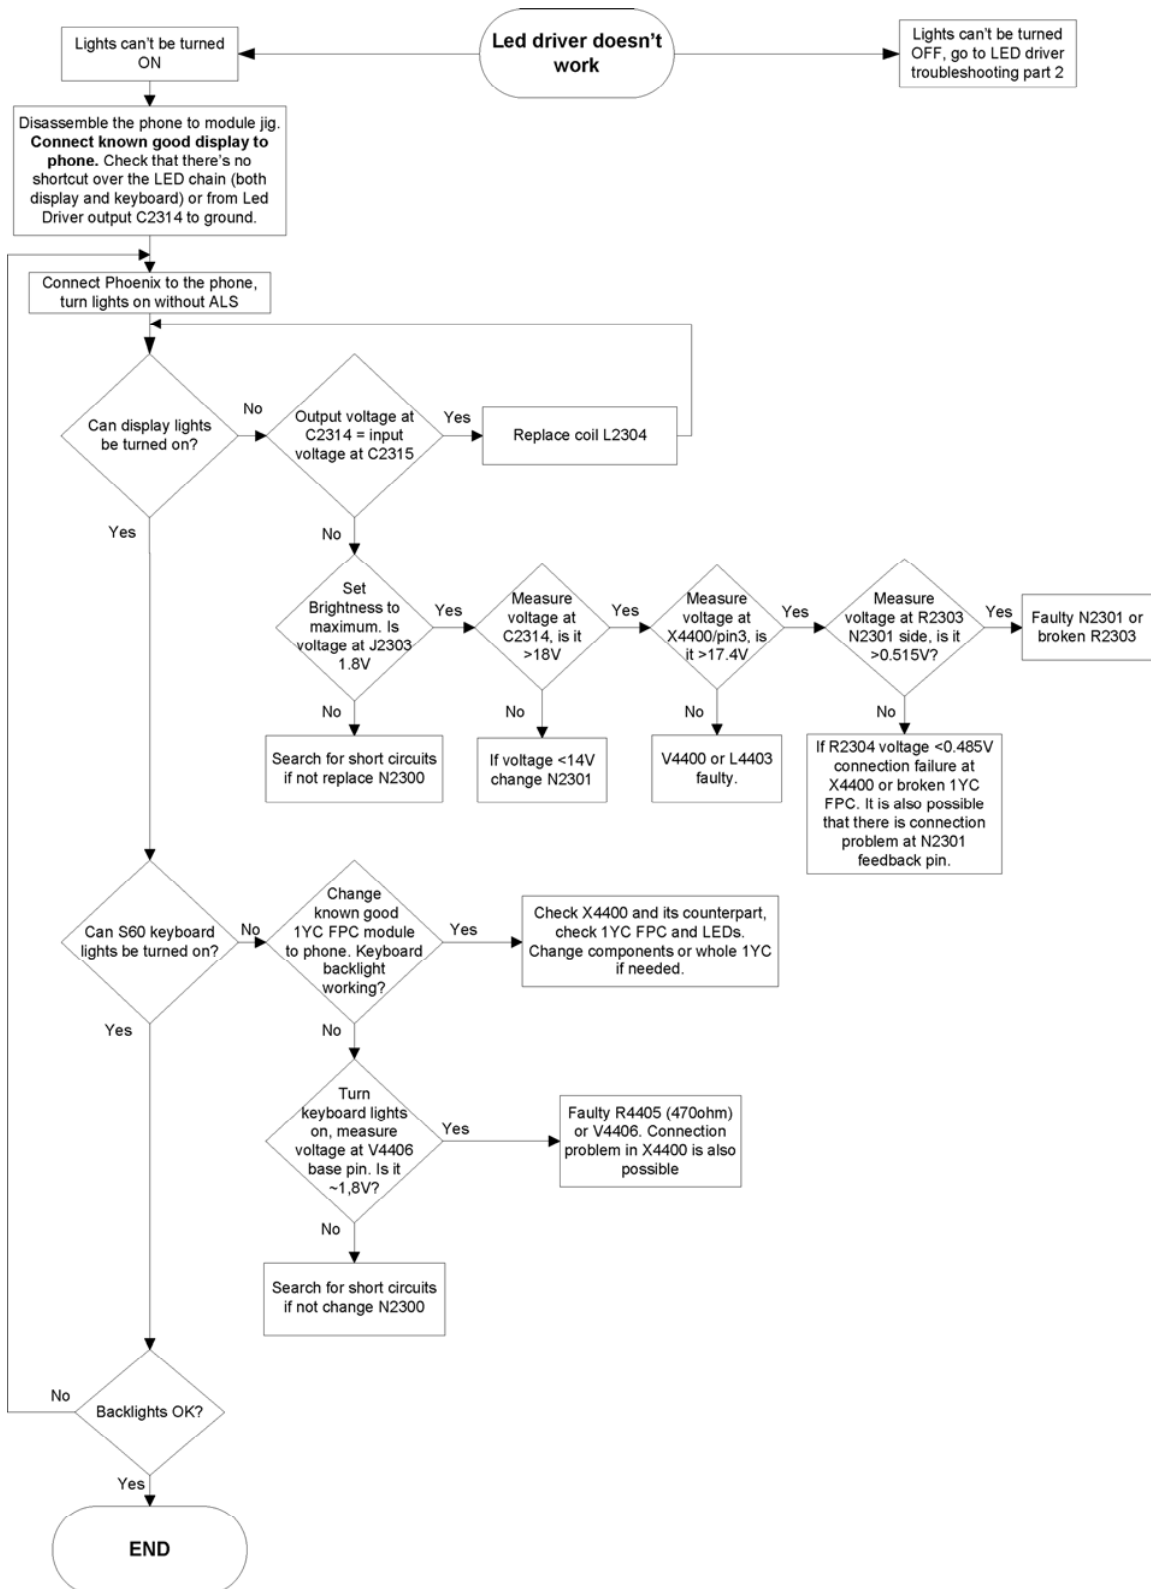 Led driver doesn't
work
Lights can't be turned
ON
Lights can't be turned
OFF, go to LED driver
troubleshooting part 2
Disassemble the phone to module jig.
Connect known good display to
phone. Check that there's no
shortcut over the LED chain (both
display and keyboard) or from Led
Driver output C2314 to ground.
Connect Phoenix to the phone,
turn lights on without ALS
Can display lights
be turned on?
No
Output voltage at
C2314 = input
voltage at C2315
Yes
Replace coil L2304
Yes
No
Set
Brightness to
maximum. Is
voltage at J2303
1.8V
Yes
Measure
voltage at
C2314, is it
>18V
Yes
Measure
voltage at
X4400/pin3, is
it >17.4V
Yes
Measure
voltage at R2303
N2301 side, is it
>0.515V?
Yes
Faulty N2301 or
broken R2303
No
Search for short circuits
if not replace N2300
No
If voltage <14V
change N2301
No
V4400 or L4403
faulty.
No
If R2304 voltage <0.485V
connection failure at
X4400 or broken 1YC
FPC. It is also possible
that there is connection
problem at N2301
feedback pin.
Can S60 keyboard
lights be turned on?
No
Change
known good
1YC FPC module
to phone. Keyboard
backlight
working?
Yes
Check X4400 and its counterpart,
check 1YC FPC and LEDs.
Change components or whole 1YC
if needed.
Yes
No
Turn
keyboard lights
on, measure
voltage at V4406
base pin. Is it
~1,8V?
Yes
Faulty R4405 (470ohm)
or V4406. Connection
problem in X4400 is also
possible
No
Search for short circuits
if not change N2300
No
Backlights OK?
Yes
END